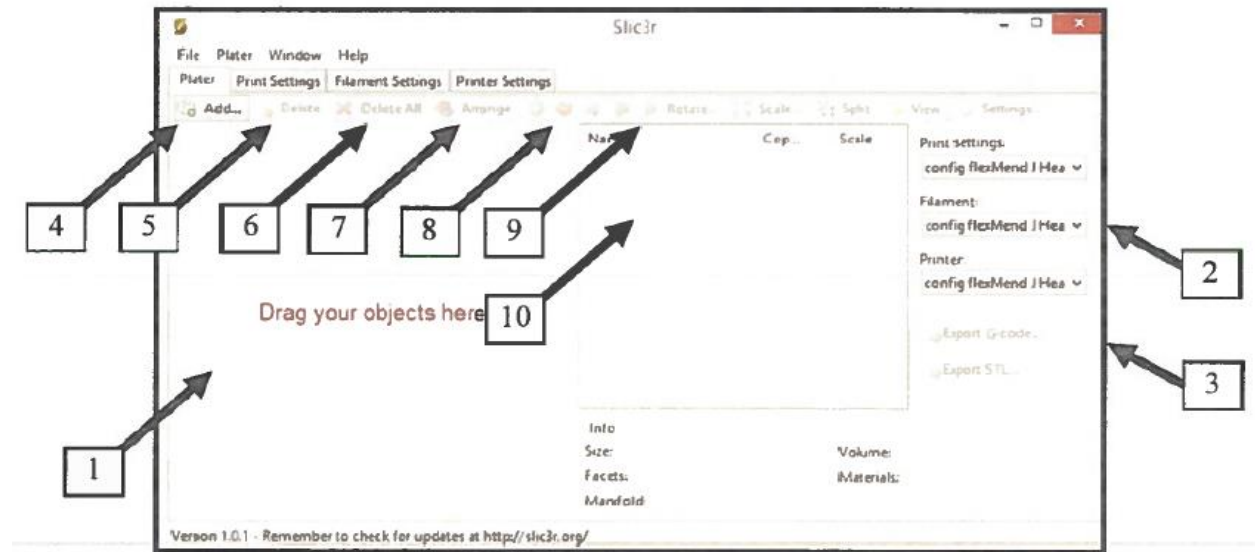 Slic3r
File Plater Window Help
Plater Print Settings Filament Settings Printer Settings
Add... Delete Delete All Arrange Rotate Scale Split View Settings
Cop... Scale
Print settings:
config flexMend J Hea
Filament:
config flexMend J Hea
Printer
config flexMend J Hea
Export G-code...
Export STL...
4 5 6 7 8 9
2
Drag your objects here
10
3
1
Info
Size: Volume:
Facets: Materials:
Manifold
Version 1.0.1 - Remember to check for updates at http://slic3r.org/